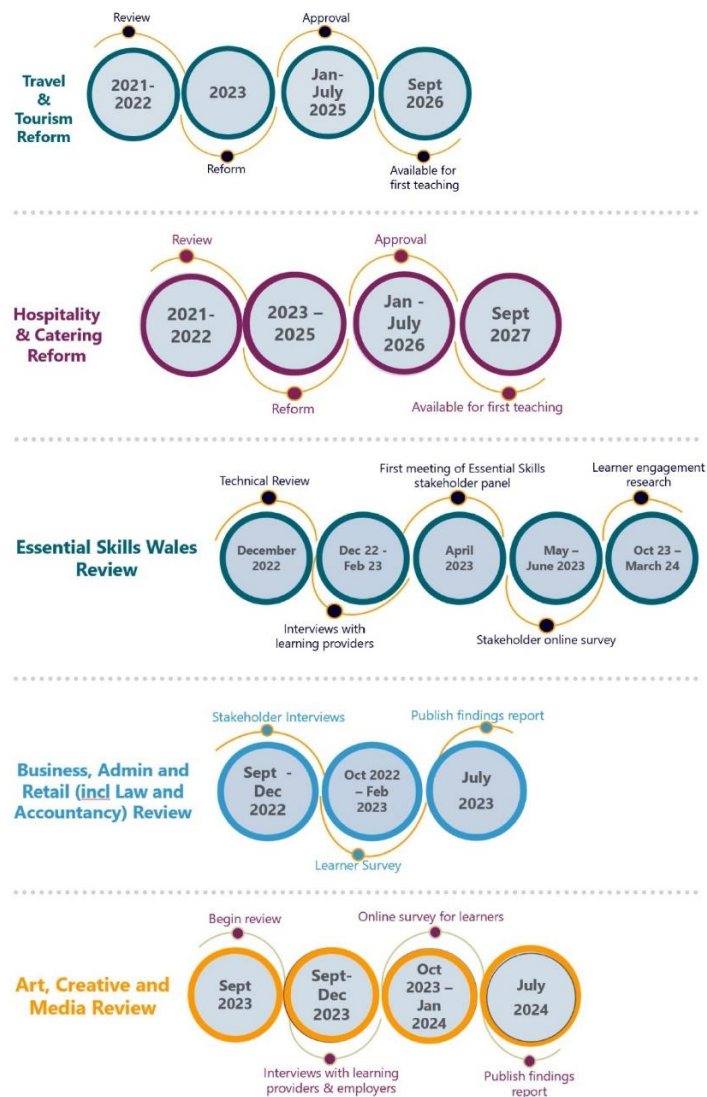 Review
Approval
Travel
&
Tourism
Reform
2021-
2022
2023
Jan-
July
2025
Sept
2026
Reform
Available for
first teaching
Review
Approval
Hospitality
& Catering
Reform
2021-
2022
2023 –
2025
Jan -
July
2026
Sept
2027
Reform
Available for first teaching
Technical Review
First meeting of Essential Skills
stakeholder panel
Learner engagement
research
Essential Skills Wales
Review
December
2022
Dec 22 -
Feb 23
April
2023
May –
June 2023
Oct 23 –
March 24
Interviews with
learning providers
Stakeholder online survey
Stakeholder Interviews
Publish findings report
Business, Admin and
Retail (incl Law and
Accountancy) Review
Sept -
Dec
2022
Oct 2022
– Feb
2023
July
2023
Learner Survey
Begin review
Online survey for learners
Art, Creative and
Media Review
Sept
2023
Sept-
Dec
2023
Oct
2023 –
Jan
2024
July
2024
Interviews with learning
providers & employers
Publish findings
report